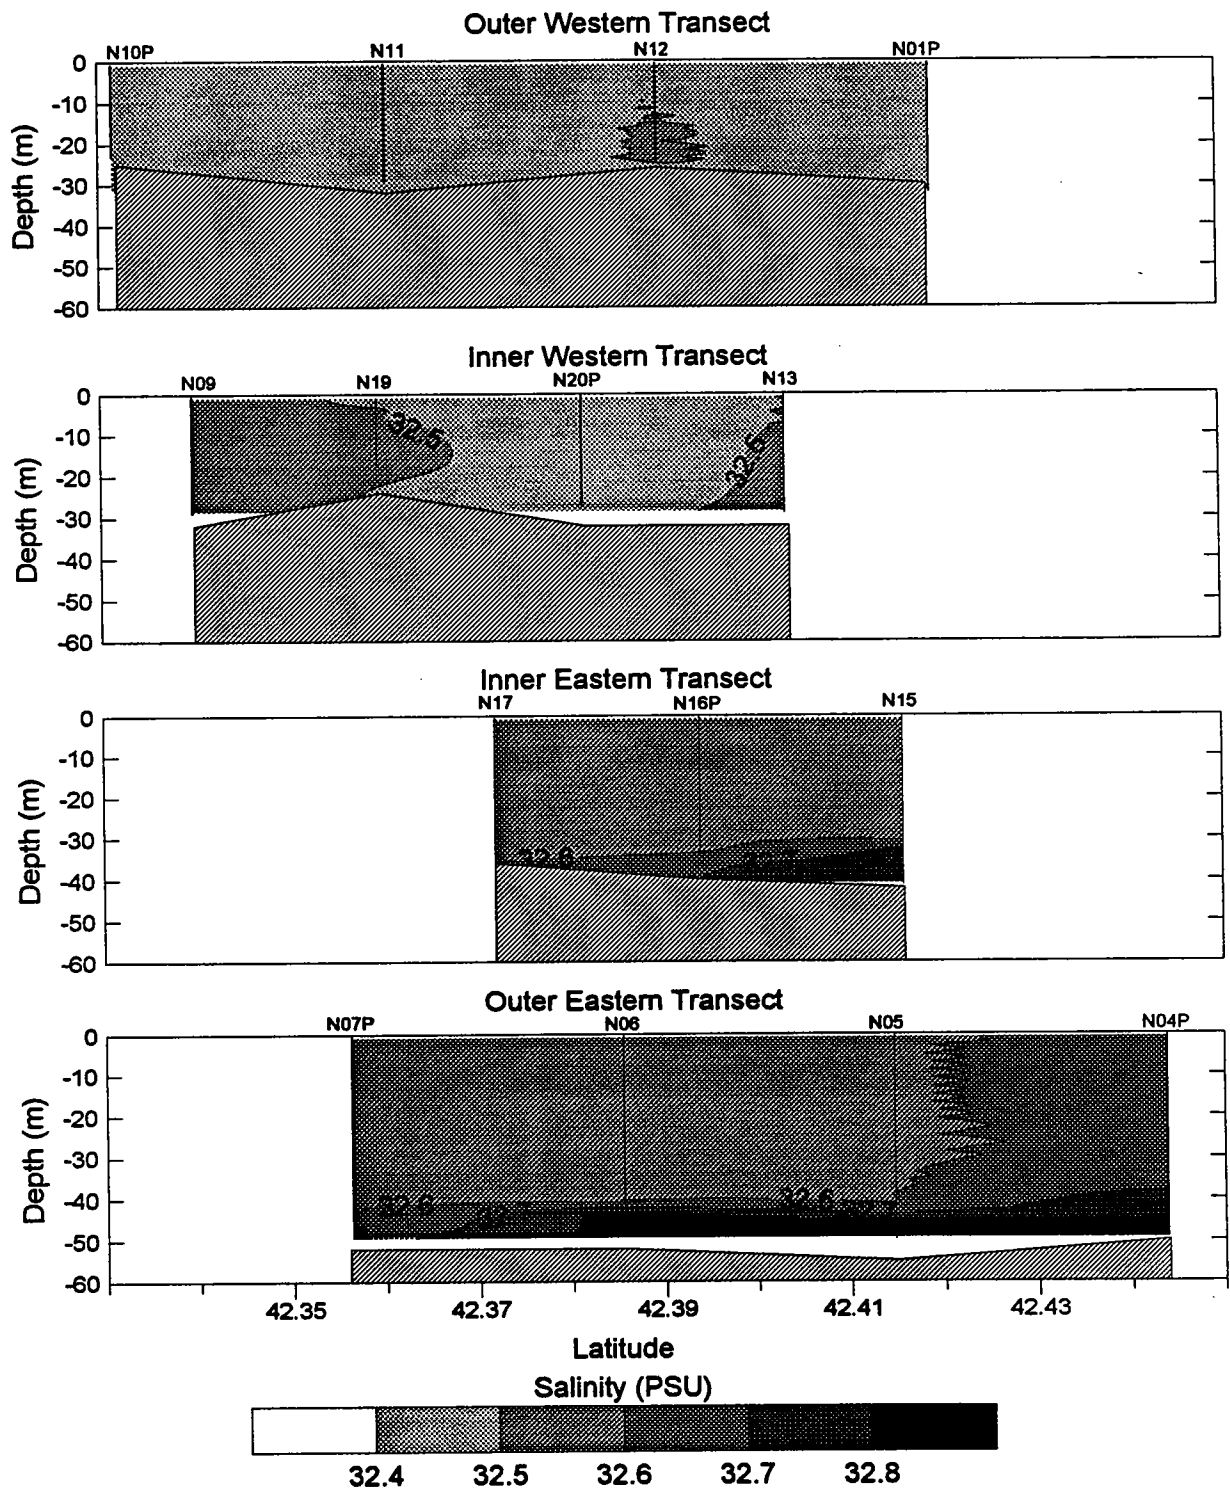 Outer Western Transect
N10P N11 N12 N01P
0
-10
-20
-30
-40
-50
-60
Depth (m)
Inner Western Transect
N09 N19 N20P N13
0
-10
-20
-30
-40
-50
-60
Depth (m)
32.5
32.6
Inner Eastern Transect
N17 N16P N15
0
-10
-20
-30
-40
-50
-60
Depth (m)
32.6
Outer Eastern Transect
N07P N06 N05 N04P
0
-10
-20
-30
-40
-50
-60
Depth (m)
32.6 32.6
42.35 42.37 42.39 42.41 42.43
Latitude
Salinity (PSU)
32.4 32.5 32.6 32.7 32.8